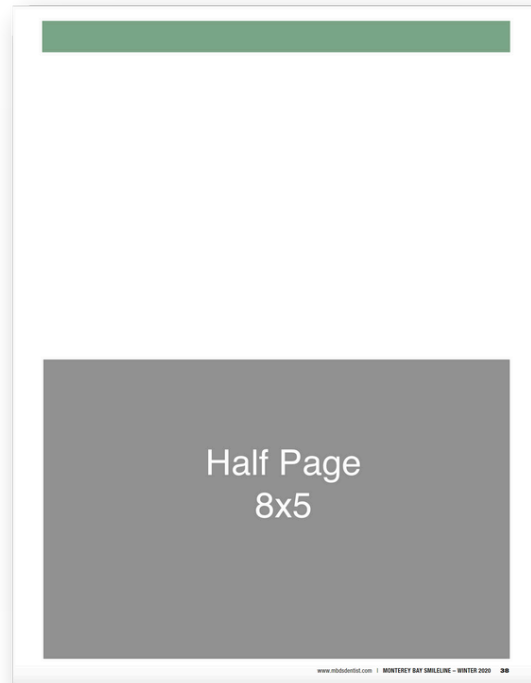 Half Page
8x5
www.mbdsdentist.com | MONTEREY BAY SMILELINE – WINTER 2020 38